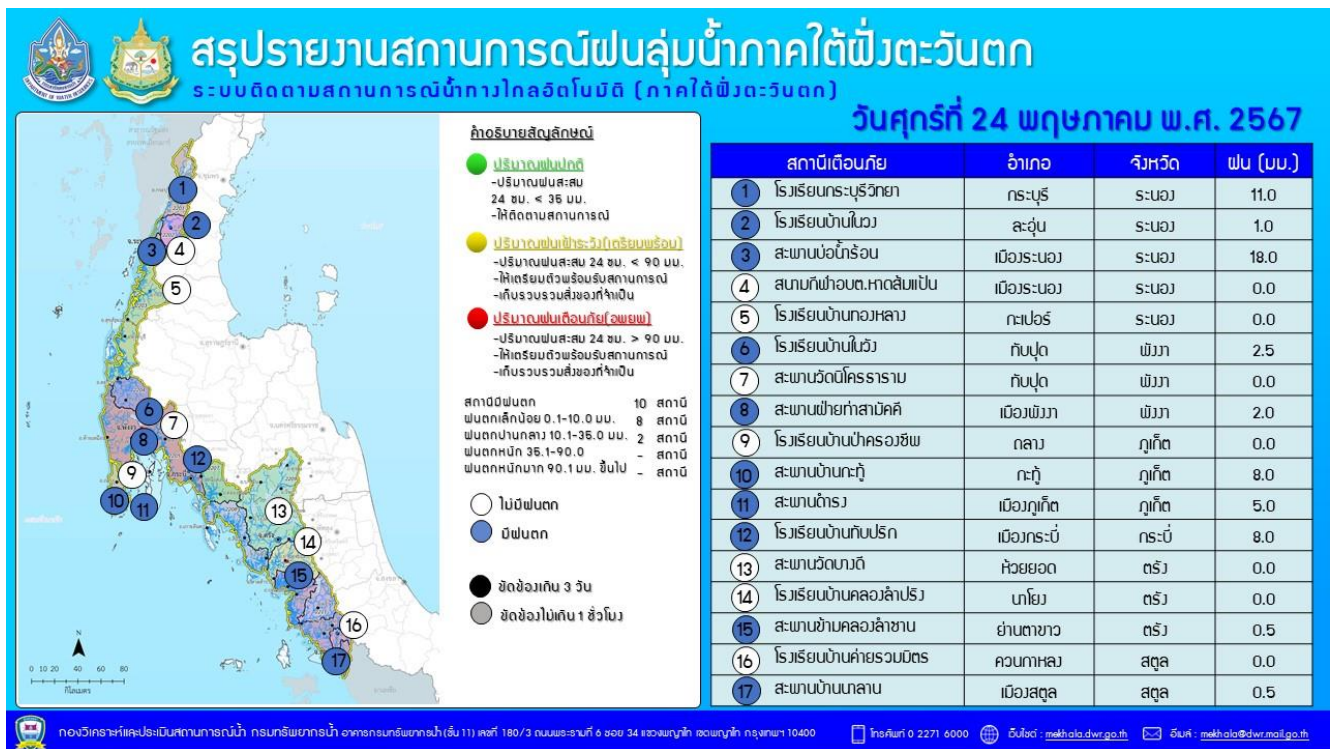 สรุปรายงานสถานการณ์ฝนลุ่มน้ำภาคใต้ฝั่งตะวันตก
ระบบติดตามสถานการณ์น้ำทางไกลอัตโนมัติ (ภาคใต้ฝั่งตะวันตก)
วันศุกร์ที่ 24 พฤษภาคม พ.ศ. 2567
คำอธิบายสัญลักษณ์
ปริมาณฝนปกติ
-ปริมาณฝนสะสม
24 ชม. < 35 มม.
-ให้ติดตามสถานการณ์
ปริมาณฝนเฝ้าระวัง(เตรียมพร้อม)
-ปริมาณฝนสะสม 24 ชม. < 90 มม.
-ให้เตรียมตัวพร้อมรับสถานการณ์
-เก็บรวบรวมสิ่งของที่จำเป็น
ปริมาณฝนเตือนภัย(อพยพ)
-ปริมาณฝนสะสม 24 ชม. > 90 มม.
-ให้เตรียมตัวพร้อมรับสถานการณ์
-เก็บรวบรวมสิ่งของที่จำเป็น
สถานีมีฝนตก 10 สถานี
ฝนตกเล็กน้อย 0.1-10.0 มม. 8 สถานี
ฝนตกปานกลาง 10.1-35.0 มม. 2 สถานี
ฝนตกหนัก 35.1-90.0 - สถานี
ฝนตกหนักมาก 90.1 มม. ขึ้นไป - สถานี
ไม่มีฝนตก
มีฝนตก
ขัดข้องเกิน 3 วัน
ขัดข้องไม่เกิน 1 ชั่วโมง
1
2
3
4
5
6
7
8
9
10
11
12
13
14
15
16
17
N
0 10 20 40 60 80
กิโลเมตร
สถานีเตือนภัย อำเภอ จังหวัด ฝน (มม.)
1 โรงเรียนกระบุรีวิทยา กระบุรี ระนอง 11.0
2 โรงเรียนบ้านในวง ละอุ่น ระนอง 1.0
3 สะพานบ่อน้ำร้อน เมืองระนอง ระนอง 18.0
4 สนามกีฬาอบต.หาดส้มแป้น เมืองระนอง ระนอง 0.0
5 โรงเรียนบ้านทองหลาง กะเปอร์ ระนอง 0.0
6 โรงเรียนบ้านในวัง ทับปุด พังงา 2.5
7 สะพานวัดนิโครธาราม ทับปุด พังงา 0.0
8 สะพานฝ่ายท่าสามัคคี เมืองพังงา พังงา 2.0
9 โรงเรียนบ้านป่าครองชีพ ถลาง ภูเก็ต 0.0
10 สะพานบ้านกะทู้ กะทู้ ภูเก็ต 8.0
11 สะพานดำรง เมืองภูเก็ต ภูเก็ต 5.0
12 โรงเรียนบ้านทับปริก เมืองกระบี่ กระบี่ 8.0
13 สะพานวัดบางดี ห้วยยอด ตรัง 0.0
14 โรงเรียนบ้านคลองลำปริง นาโยง ตรัง 0.0
15 สะพานข้ามคลองลำชาน ย่านตาขาว ตรัง 0.5
16 โรงเรียนบ้านค่ายรวมมิตร ควนกาหลง สตูล 0.0
17 สะพานบ้านนาลาน เมืองสตูล สตูล 0.5
กองวิเคราะห์และประเมินสถานการณ์น้ำ กรมทรัพยากรน้ำ อาคารกรมทรัพยากรน้ำ (ชั้น 11) เลขที่ 180/3 ถนนพระรามที่ 6 ซอย 34 แขวงพญาไท เขตพญาไท กรุงเทพฯ 10400 โทรศัพท์ 0 2271 6000 เว็บไซต์ : mekhala.dwr.go.th อีเมล์ : mekhala@dwr.mail.go.th